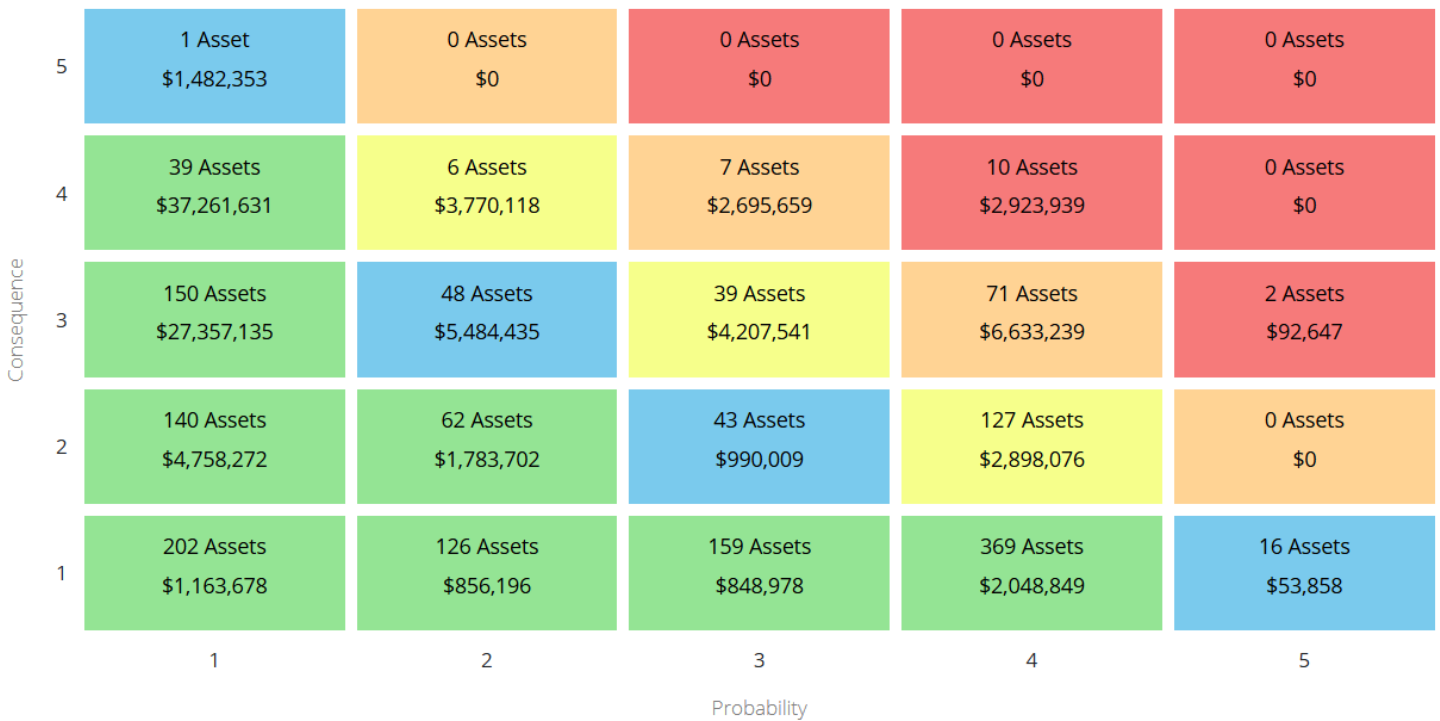 1 Asset
0 Assets
0 Assets
0 Assets
0 Assets
5
$1,482,353
$0
$0
$0
$0
39 Assets
6 Assets
7 Assets
10 Assets
0 Assets
4
$37,261,631
$3,770,118
$2,695,659
$2,923,939
$0
Consequence
150 Assets
48 Assets
39 Assets
71 Assets
2 Assets
3
$27,357,135
$5,484,435
$4,207,541
$6,633,239
$92,647
140 Assets
62 Assets
43 Assets
127 Assets
0 Assets
2
$4,758,272
$1,783,702
$990,009
$2,898,076
$0
202 Assets
126 Assets
159 Assets
369 Assets
16 Assets
1
$1,163,678
$856,196
$848,978
$2,048,849
$53,858
1
2
3
4
5
Probability